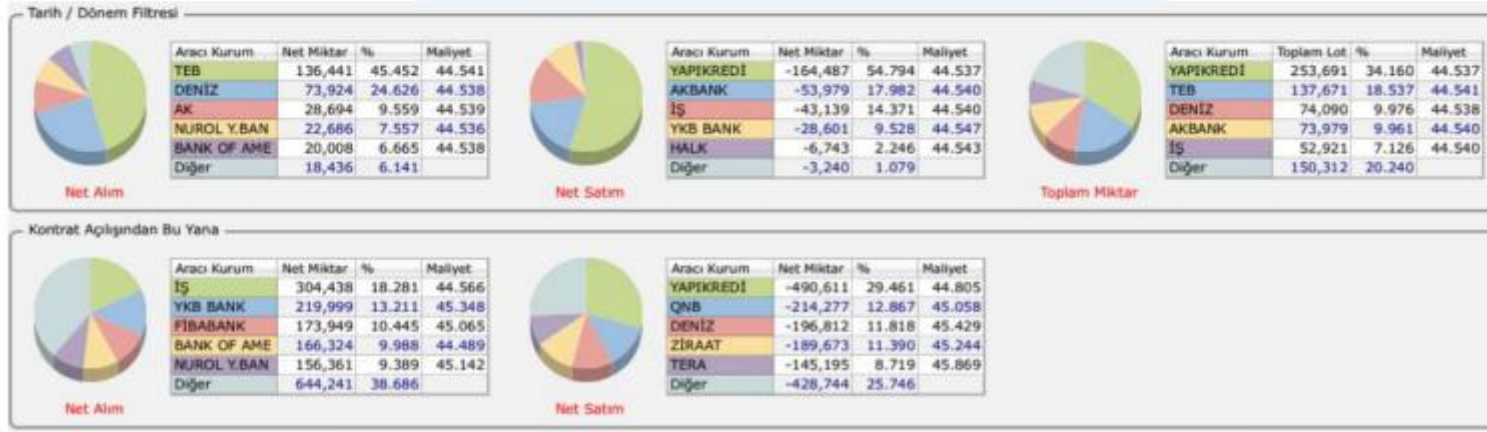 Tarih / Dönem Filtresi
Aracı Kurum Net Miktar % Maliyet
TEB 136,441 45.452 44.541
DENİZ 73,924 24.626 44.538
AK 28,694 9.559 44.539
NUROL Y.BAN 22,686 7.557 44.536
BANK OF AME 20,008 6.665 44.538
Diğer 18,436 6.141
Net Alım
Aracı Kurum Net Miktar % Maliyet
YAPIKREDİ -164,487 54.794 44.537
AKBANK -53,979 17.982 44.540
İŞ -43,139 14.371 44.540
YKB BANK -28,601 9.528 44.547
HALK -6,743 2.246 44.543
Diğer -3,240 1.079
Net Satım
Aracı Kurum Toplam Lot % Maliyet
YAPIKREDİ 253,691 34.160 44.537
TEB 137,671 18.537 44.541
DENİZ 74,090 9.976 44.538
AKBANK 73,979 9.961 44.540
İŞ 52,921 7.126 44.540
Diğer 150,312 20.240
Toplam Miktar
Kontrat Açılışından Bu Yana
Aracı Kurum Net Miktar % Maliyet
İŞ 304,438 18.281 44.566
YKB BANK 219,999 13.211 45.348
FİBABANK 173,949 10.445 45.065
BANK OF AME 166,324 9.988 44.489
NUROL Y.BAN 156,361 9.389 45.142
Diğer 644,241 38.686
Net Alım
Aracı Kurum Net Miktar % Maliyet
YAPIKREDİ -490,611 29.461 44.805
QNB -214,277 12.867 45.058
DENİZ -196,812 11.818 45.429
ZİRAAT -189,673 11.390 45.244
TERA -145,195 8.719 45.869
Diğer -428,744 25.746
Net Satım